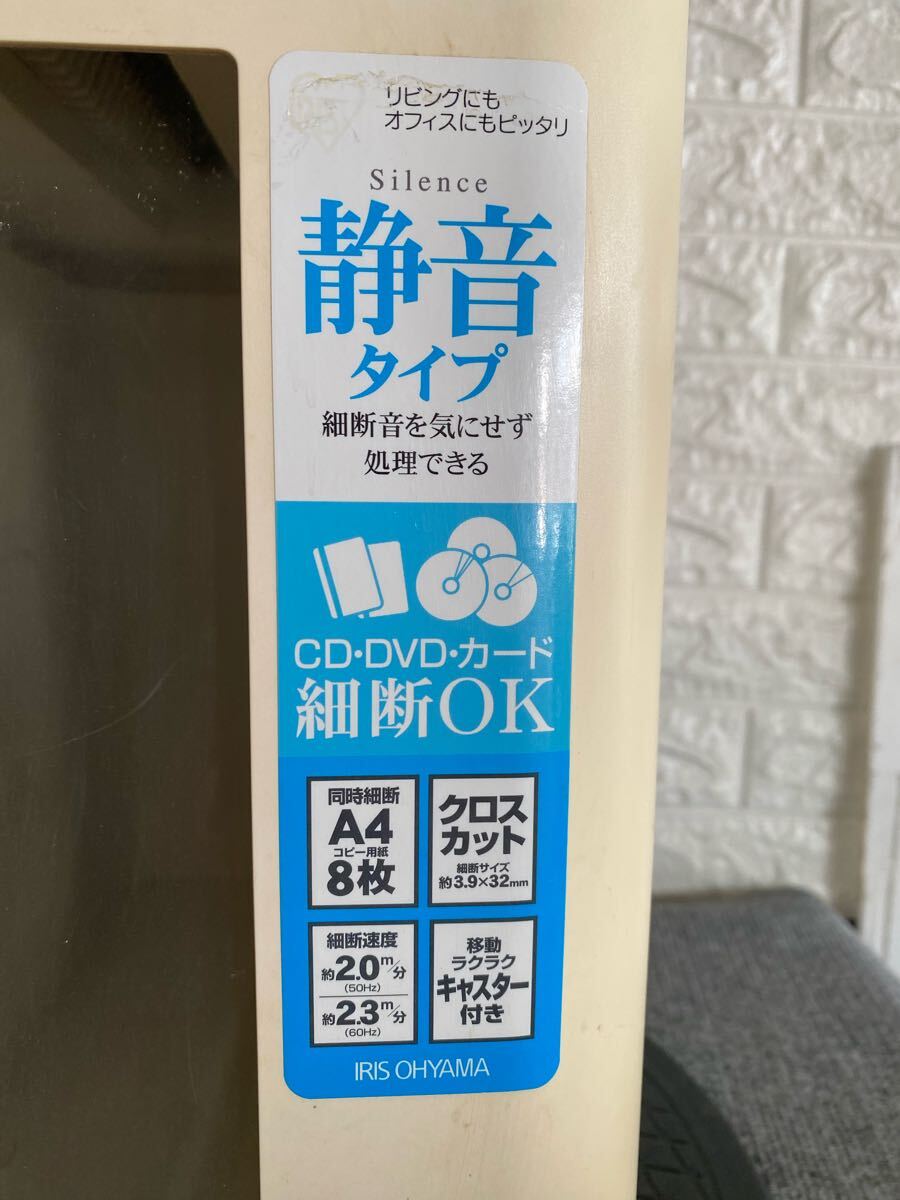 リビングにも
オフィスにもピッタリ
Silence
静音
タイプ
細断音を気にせず
処理できる
CD・DVD・カード
細断OK
同時細断
A4
コピー用紙
8枚
クロス
カット
細断サイズ
約3.9×32mm
細断速度
約2.0m/分
(50Hz)
約2.3m/分
(60Hz)
移動
ラクラク
キャスター
付き
IRIS OHYAMA